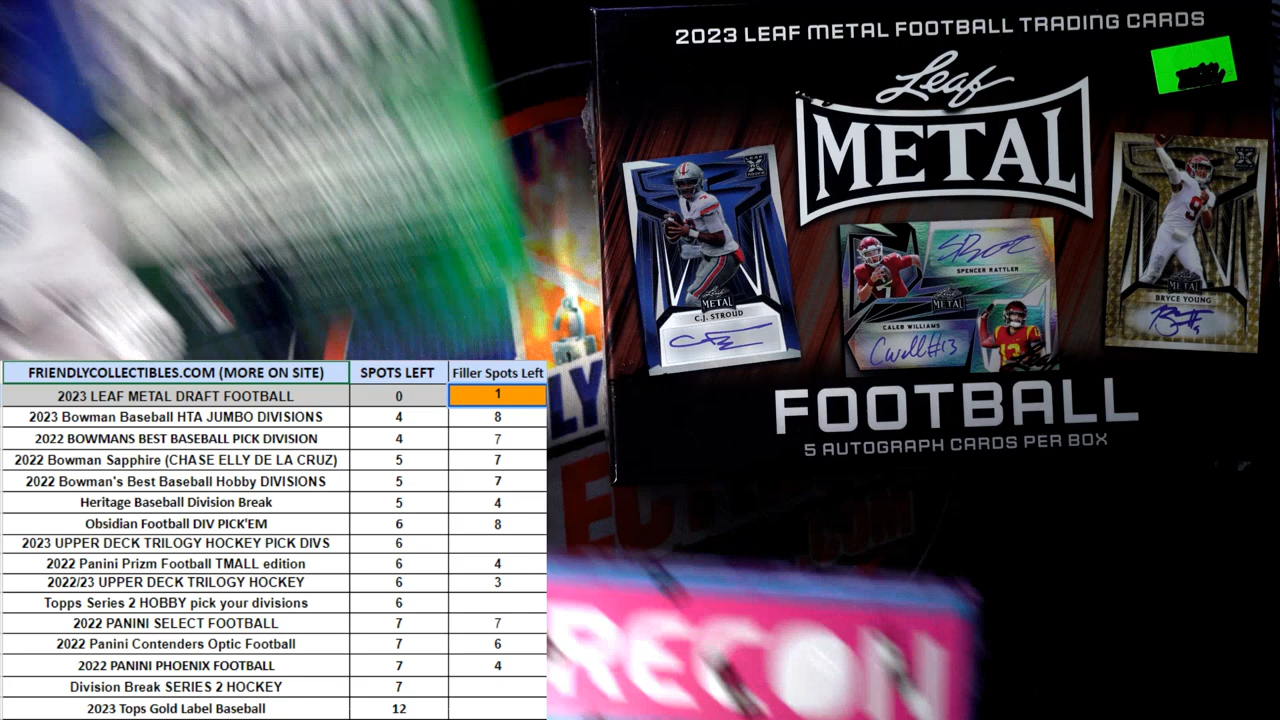 2023 LEAF METAL FOOTBALL TRADING CARDS
Leaf
METAL
C.J. STROUD
SPENCER RATTLER
CALEB WILLIAMS
BRYCE YOUNG
FOOTBALL
5 AUTOGRAPH CARDS PER BOX
RECON
FRIENDLYCOLLECTIBLES.COM (MORE ON SITE) SPOTS LEFT Filler Spots Left
2023 LEAF METAL DRAFT FOOTBALL 0 1
2023 Bowman Baseball HTA JUMBO DIVISIONS 4 8
2022 BOWMANS BEST BASEBALL PICK DIVISION 4 7
2022 Bowman Sapphire (CHASE ELLY DE LA CRUZ) 5 7
2022 Bowman's Best Baseball Hobby DIVISIONS 5 7
Heritage Baseball Division Break 5 4
Obsidian Football DIV PICK'EM 6 8
2023 UPPER DECK TRILOGY HOCKEY PICK DIVS 6
2022 Panini Prizm Football TMALL edition 6 4
2022/23 UPPER DECK TRILOGY HOCKEY 6 3
Topps Series 2 HOBBY pick your divisions 6
2022 PANINI SELECT FOOTBALL 7 7
2022 Panini Contenders Optic Football 7 6
2022 PANINI PHOENIX FOOTBALL 7 4
Division Break SERIES 2 HOCKEY 7
2023 Tops Gold Label Baseball 12